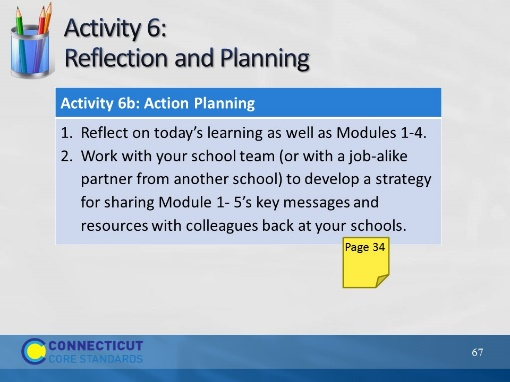 Activity 6:
Reflection and Planning
Activity 6b: Action Planning
1. Reflect on today's learning as well as Modules 1-4.
2. Work with your school team (or with a job-alike
partner from another school) to develop a strategy
for sharing Module 1- 5's key messages and
resources with colleagues back at your schools.
Page 34
CONNECTICUT
CORE STANDARDS
67